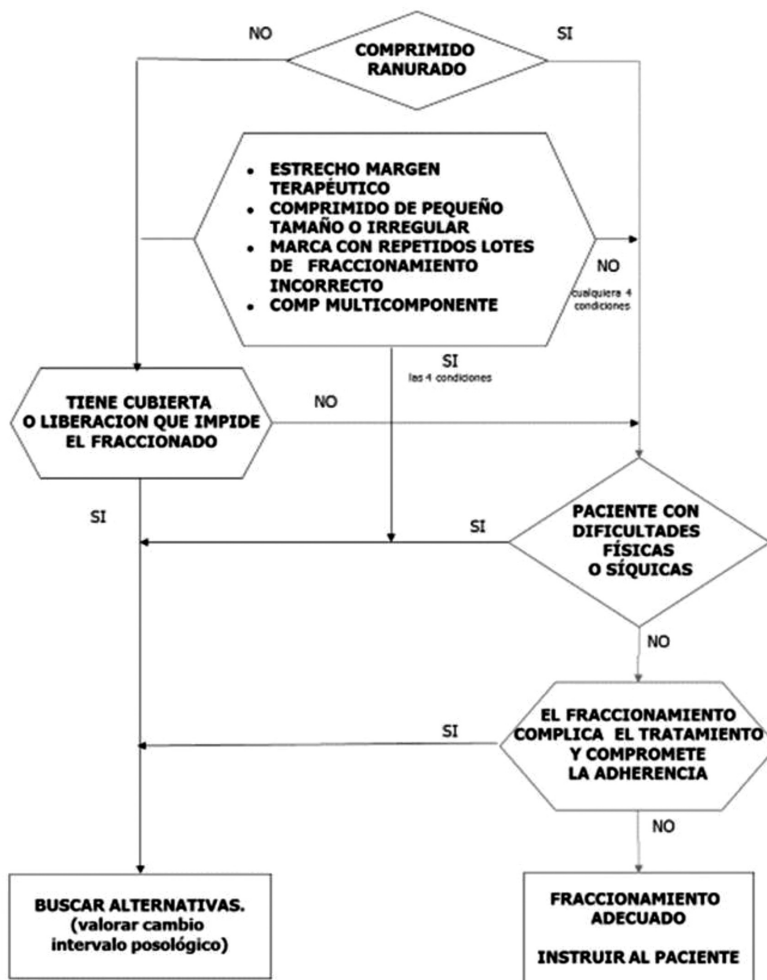 NO
SI
COMPRIMIDO
RANURADO
• ESTRECHO MARGEN
TERAPÉUTICO
• COMPRIMIDO DE PEQUEÑO
TAMAÑO O IRREGULAR
• MARCA CON REPETIDOS LOTES
DE FRACCIONAMIENTO
INCORRECTO
• COMP MULTICOMPONENTE
NO
cualquiera 4
condiciones
SI
las 4 condiciones
TIENE CUBIERTA
O LIBERACION QUE IMPIDE
EL FRACCIONADO
NO
SI
PACIENTE CON
DIFICULTADES
FÍSICAS
O SÍQUICAS
SI
NO
EL FRACCIONAMIENTO
COMPLICA EL TRATAMIENTO
Y COMPROMETE
LA ADHERENCIA
SI
NO
BUSCAR ALTERNATIVAS.
(valorar cambio
intervalo posológico)
FRACCIONAMIENTO
ADECUADO
INSTRUIR AL PACIENTE